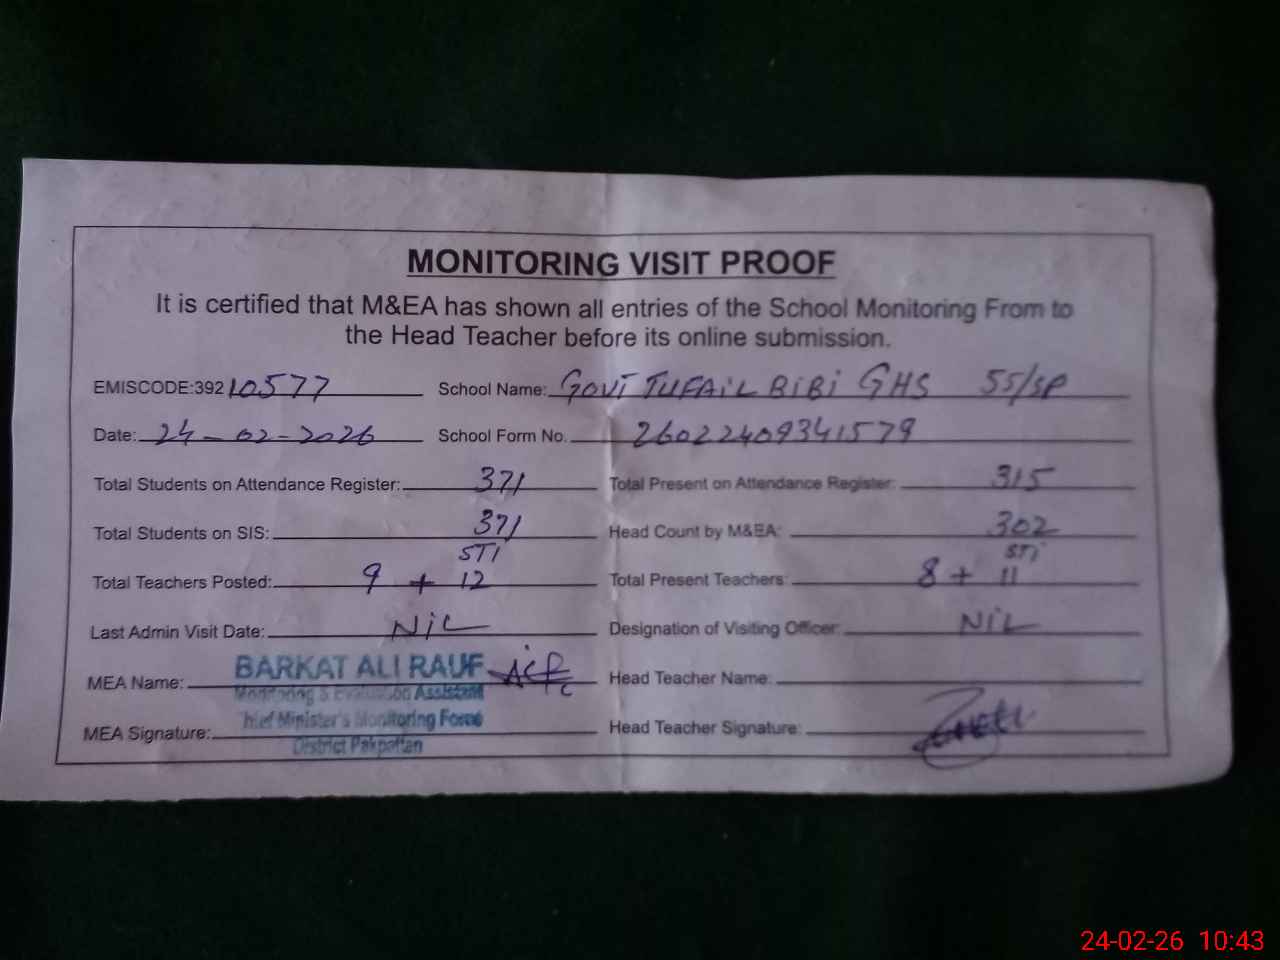 MONITORING VISIT PROOF
It is certified that M&EA has shown all entries of the School Monitoring From to
the Head Teacher before its online submission.
EMISCODE:392 10577 School Name: GOVT TUFAIL BIBI GHS 55/SP
Date: 24-02-2026 School Form No. 26022409341579
Total Students on Attendance Register: 371 Total Present on Attendance Register: 315
Total Students on SIS: 371 Head Count by M&EA: 302
STI STI
Total Teachers Posted: 9 + 12 Total Present Teachers: 8 + 11
Last Admin Visit Date: NIL Designation of Visiting Officer: NIL
MEA Name: BARKAT ALI RAUF Head Teacher Name:
Monitoring & Evaluation Assistant
MEA Signature: Chief Minister's Monitoring Force Head Teacher Signature:
District Pakpattan
24-02-26 10:43